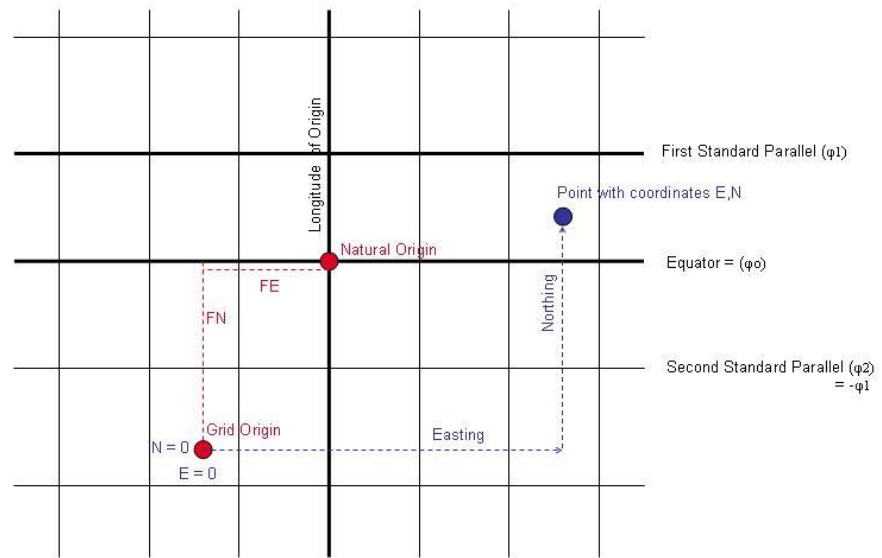 Longitude of Origin
First Standard Parallel (φ1)
Point with coordinates E,N
Natural Origin
Equator = (φo)
FE
Northing
FN
Second Standard Parallel (φ2)
= -φ1
Grid Origin
Easting
N = 0
E = 0